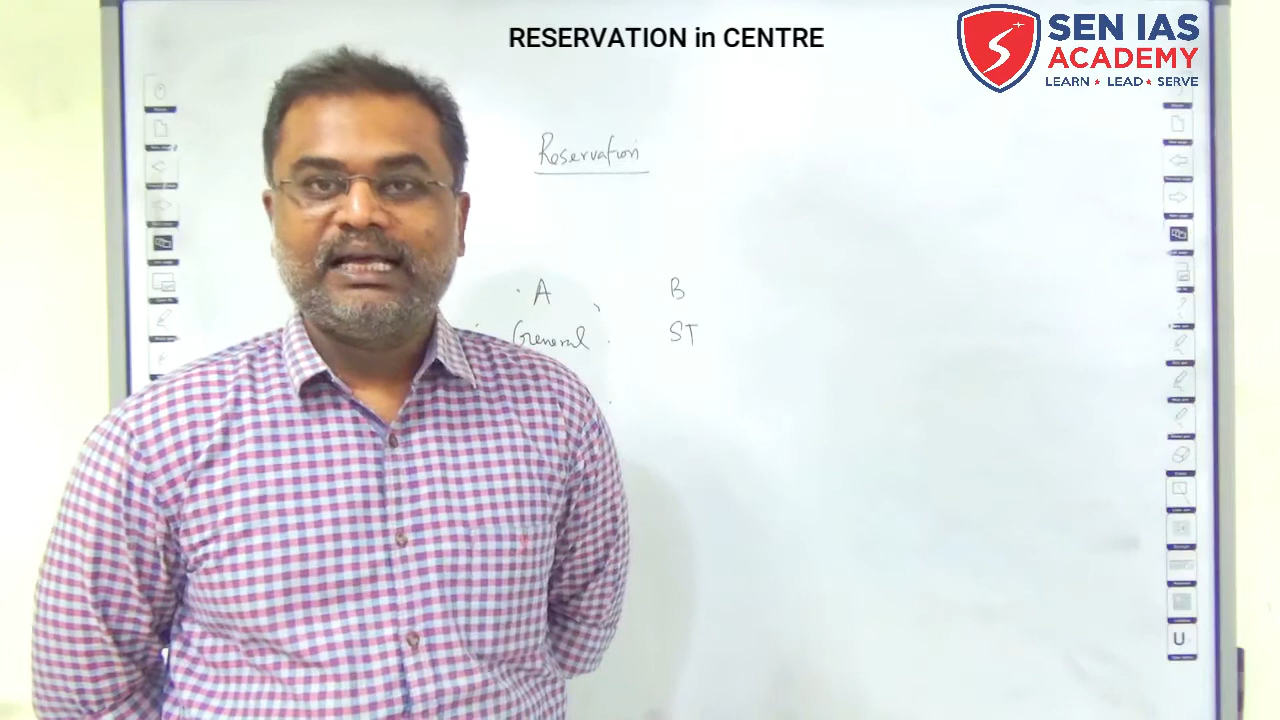 RESERVATION in CENTRE
SEN IAS
ACADEMY
LEARN ★ LEAD ★ SERVE
Reservation
A B
General ST
U